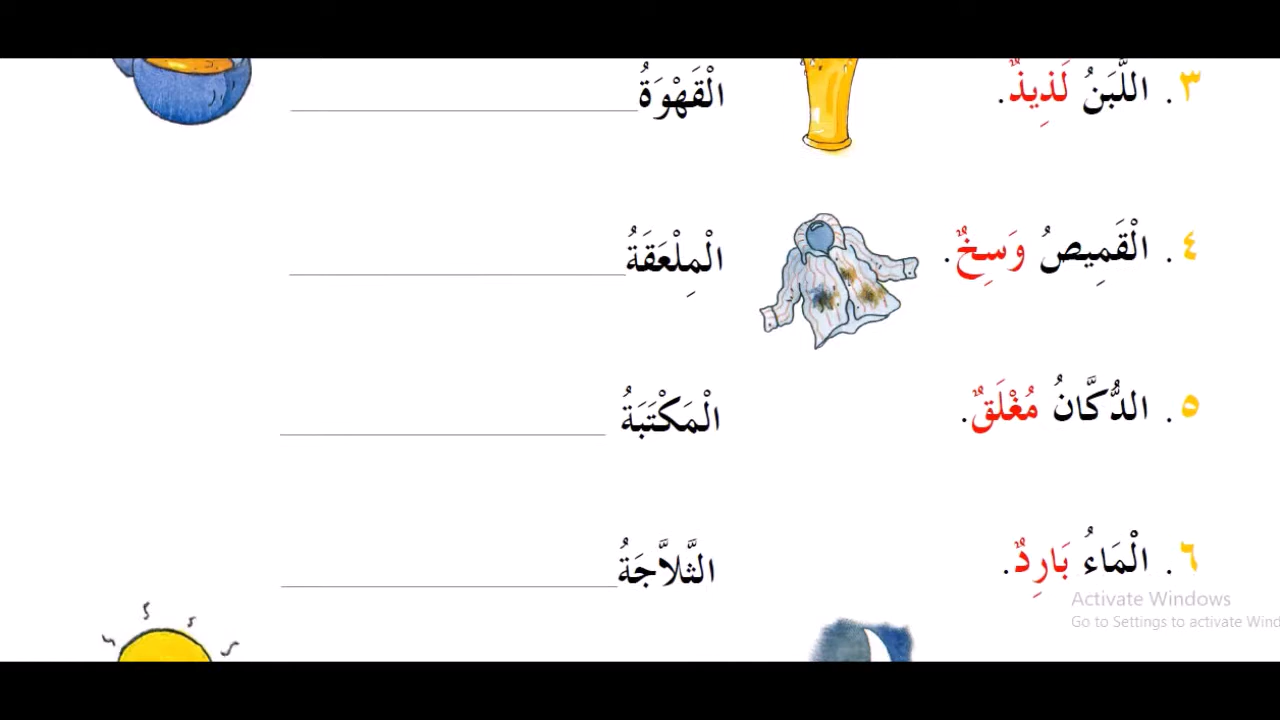 ٣. اللَّبَنُ لَذِيذٌ. الْقَهْوَةُ
٤. الْقَمِيصُ وَسِخٌ. الْمِلْعَقَةُ
٥. الدُّكَّانُ مُغْلَقٌ. الْمَكْتَبَةُ
٦. الْمَاءُ بَارِدٌ. الثَّلاَّجَةُ
Activate Windows
Go to Settings to activate Wind